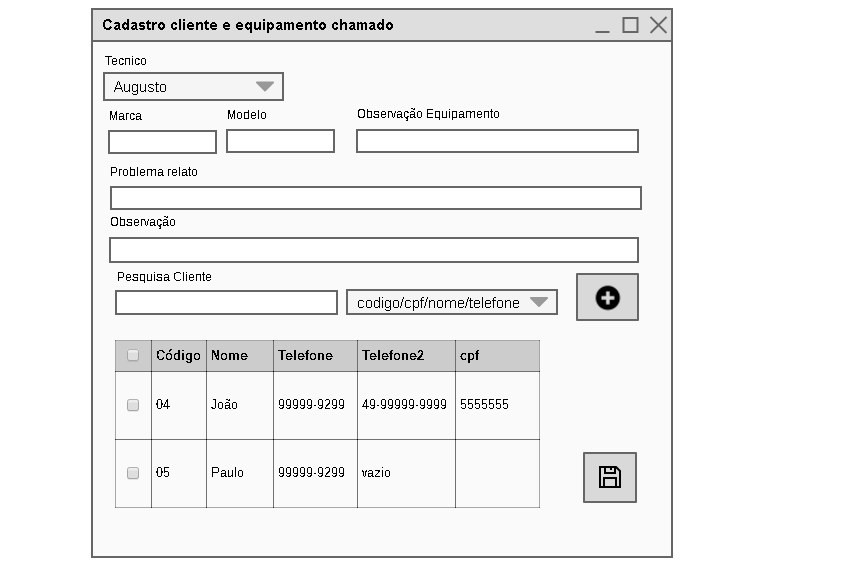 Cadastro cliente e equipamento chamado
Tecnico
Augusto
Marca Modelo Observação Equipamento
Problema relato
Observação
Pesquisa Cliente
codigo/cpf/nome/telefone
Código Nome Telefone Telefone2 cpf
04 João 99999-9299 49-99999-9999 5555555
05 Paulo 99999-9299 vazio